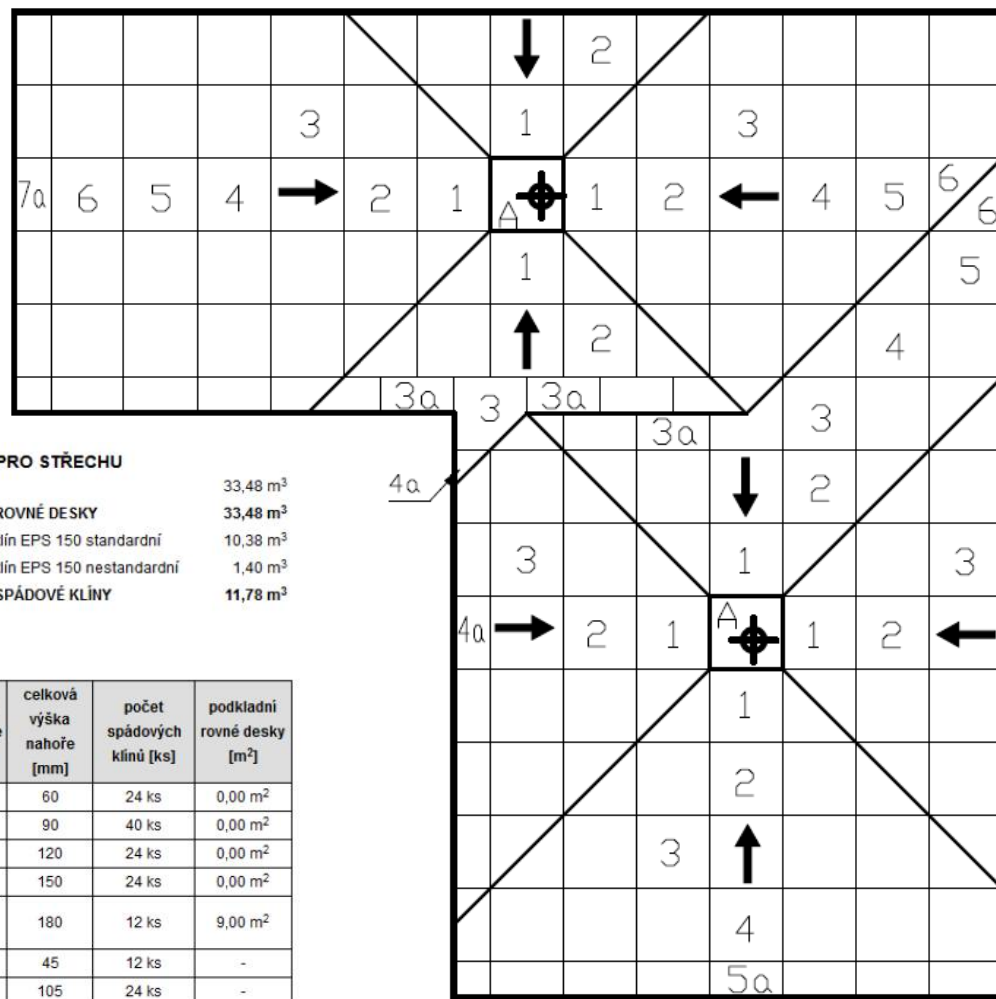 2
3
1
3
7a
6
5
4
2
1
A
1
2
4
5
6
6
1
5
2
4
3a
3
3a
3a
3
PRO STŘECHU
33,48 m³
4a
2
ROVNÉ DESKY 33,48 m³
EPS 150 standardní 10,38 m³
3
1
3
EPS 150 nestandardní 1,40 m³
SPÁDOVÉ KLÍNY 11,78 m³
4a
2
1
A
1
2
celková výška nahoře [mm]
počet spádových klínů [ks]
podkladní rovné desky [m²]
1
60 24 ks 0,00 m²
2
90 40 ks 0,00 m²
120 24 ks 0,00 m²
150 24 ks 0,00 m²
3
180 12 ks 9,00 m²
4
45 12 ks -
105 24 ks -
5a